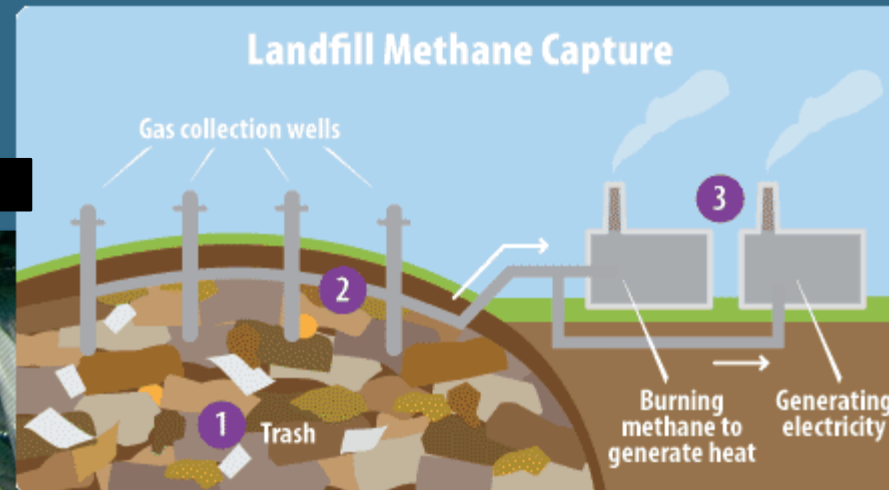 Landfill Methane Capture
Gas collection wells
3
2
1
Trash
Burning
methane to
generate heat
Generating
electricity